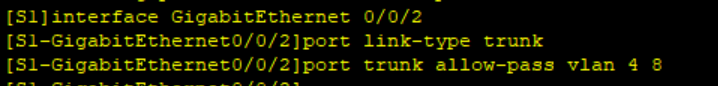 [S1]interface GigabitEthernet 0/0/2
[S1-GigabitEthernet0/0/2]port link-type trunk
[S1-GigabitEthernet0/0/2]port trunk allow-pass vlan 4 8